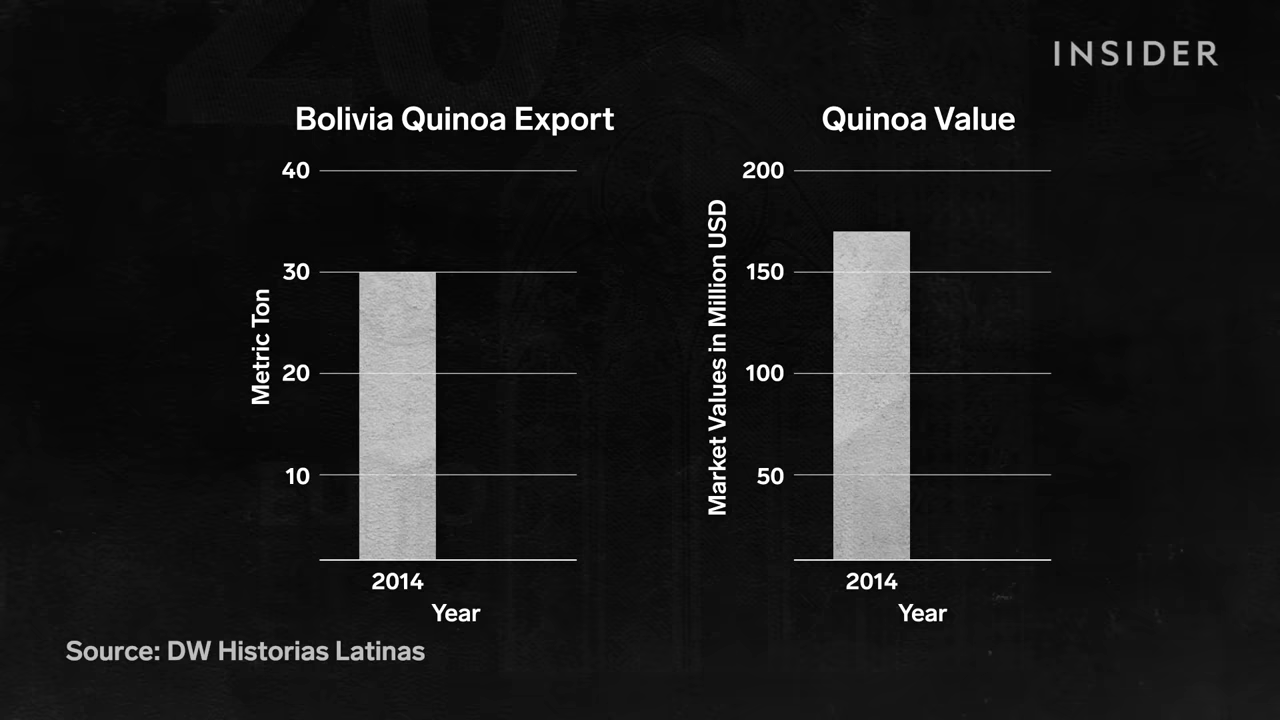 INSIDER
Bolivia Quinoa Export
40
30
20
10
Metric Ton
2014
Year
Quinoa Value
200
150
100
50
Market Values in Million USD
2014
Year
Source: DW Historias Latinas